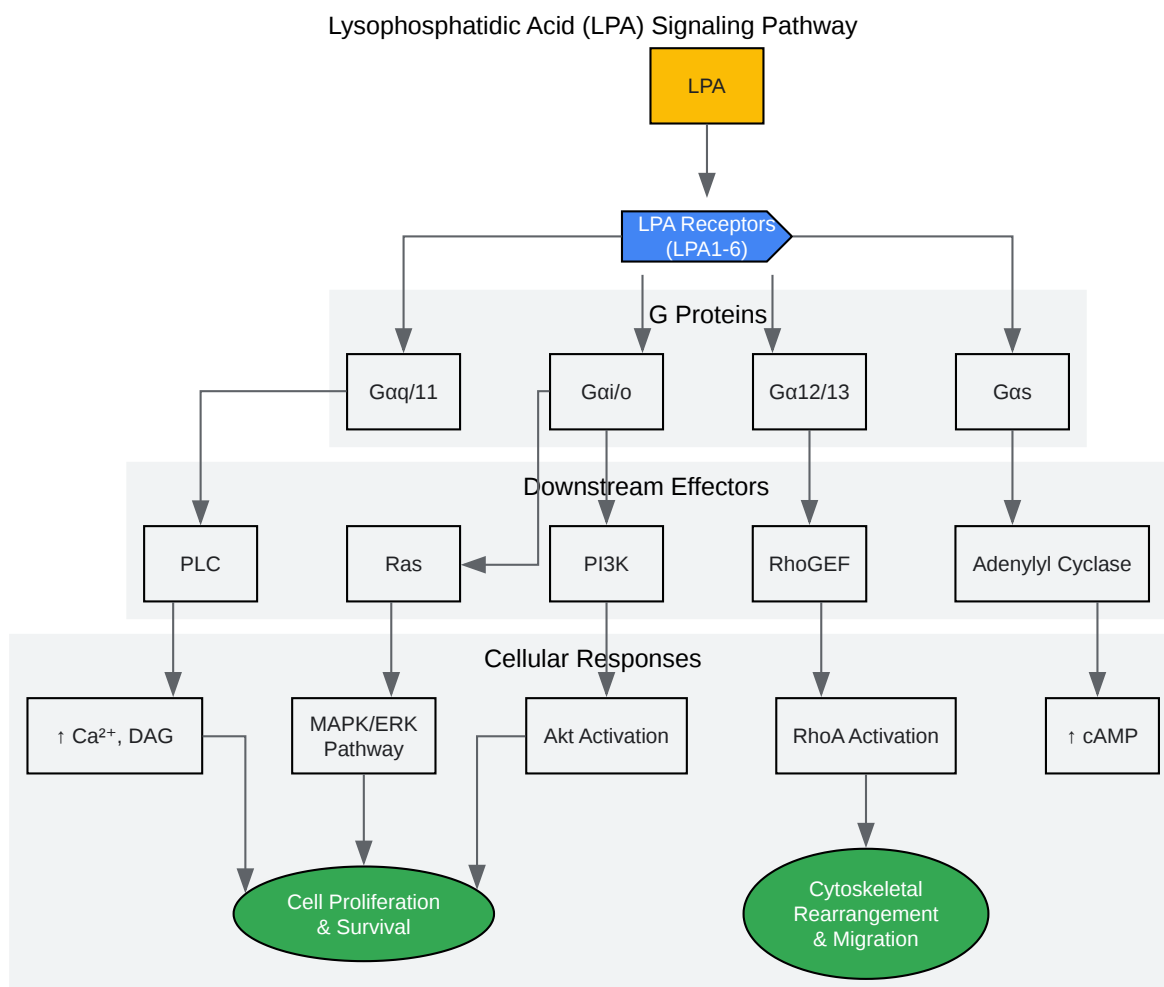 Lysophosphatidic Acid (LPA) Signaling Pathway
LPA
LPA Receptors
(LPA1-6)
G Proteins
Gαq/11
Gαi/o
Gα12/13
Gαs
Downstream Effectors
PLC
Ras
PI3K
RhoGEF
Adenylyl Cyclase
Cellular Responses
↑ Ca²⁺, DAG
MAPK/ERK
Pathway
Akt Activation
RhoA Activation
↑ cAMP
Cell Proliferation
& Survival
Cytoskeletal
Rearrangement
& Migration